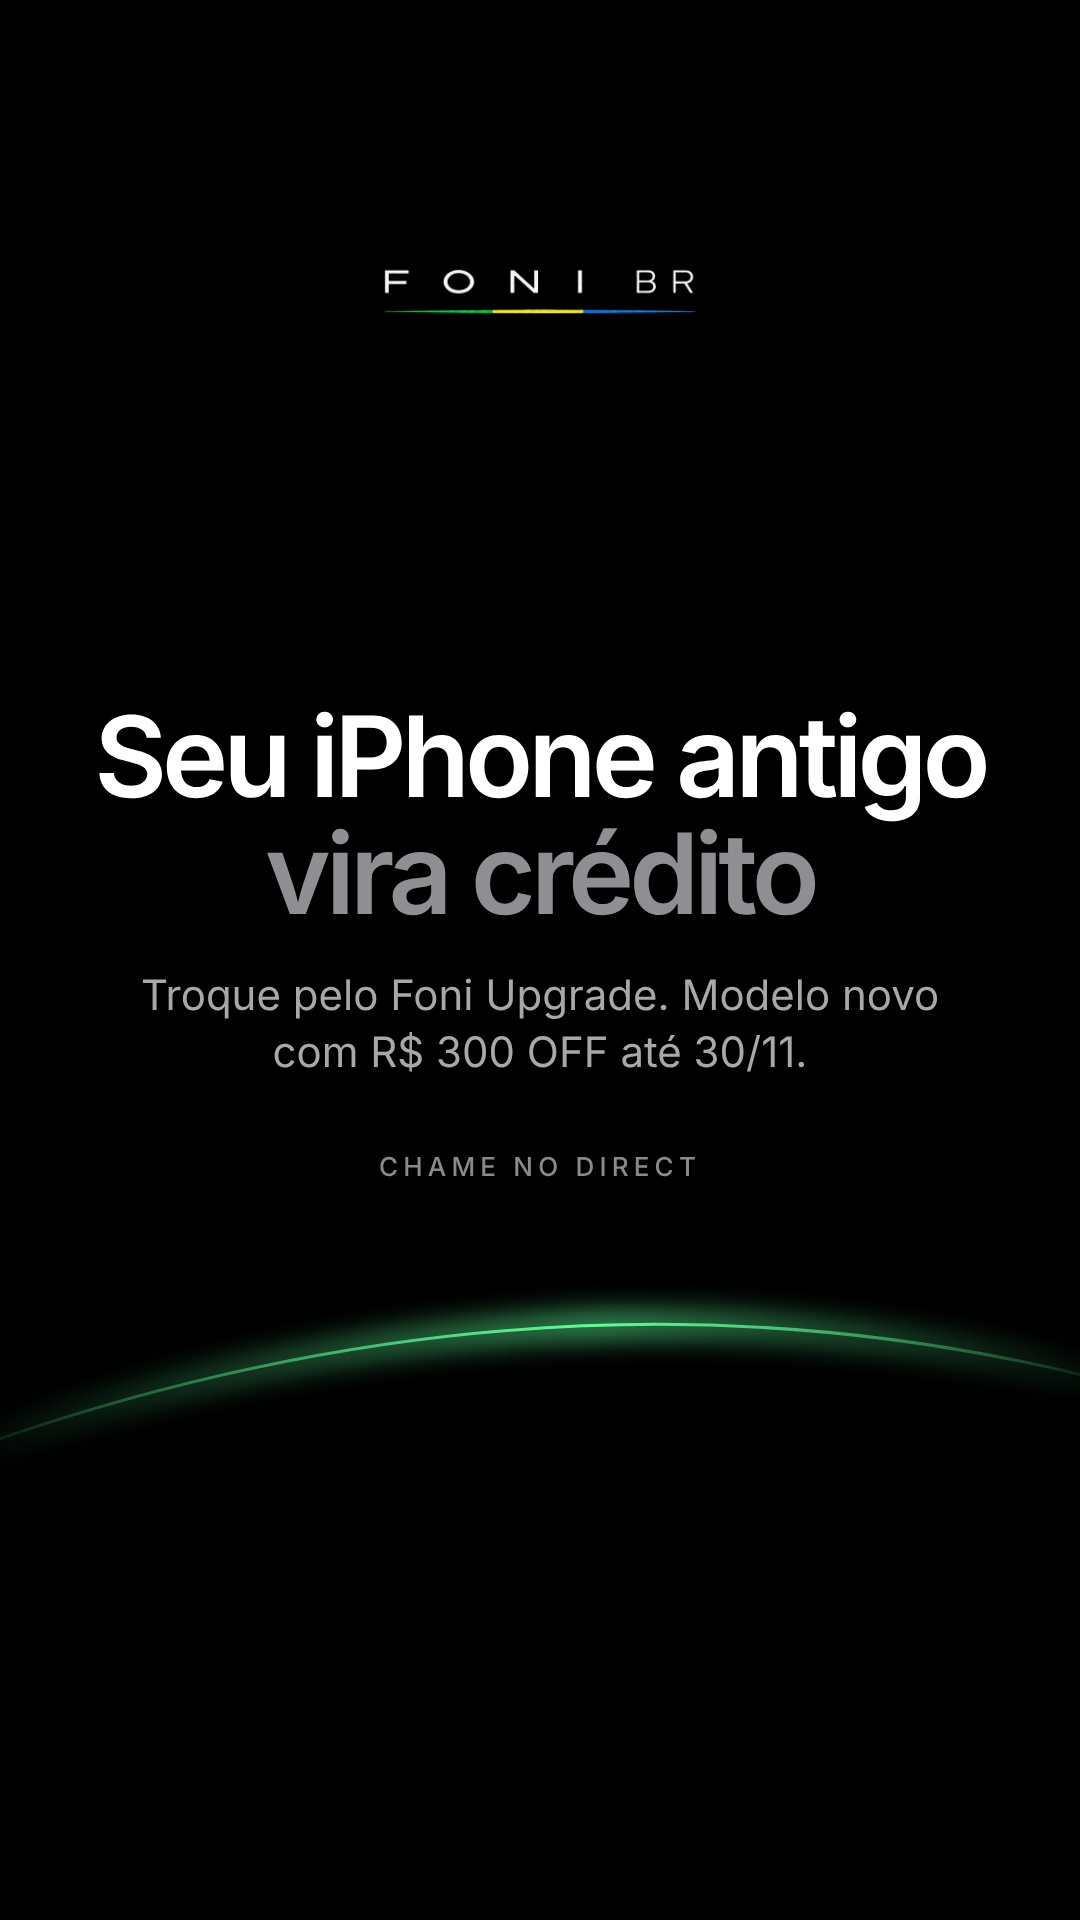 FONI BR
Seu iPhone antigo
vira crédito
Troque pelo Foni Upgrade. Modelo novo
com R$ 300 OFF até 30/11.
CHAME NO DIRECT